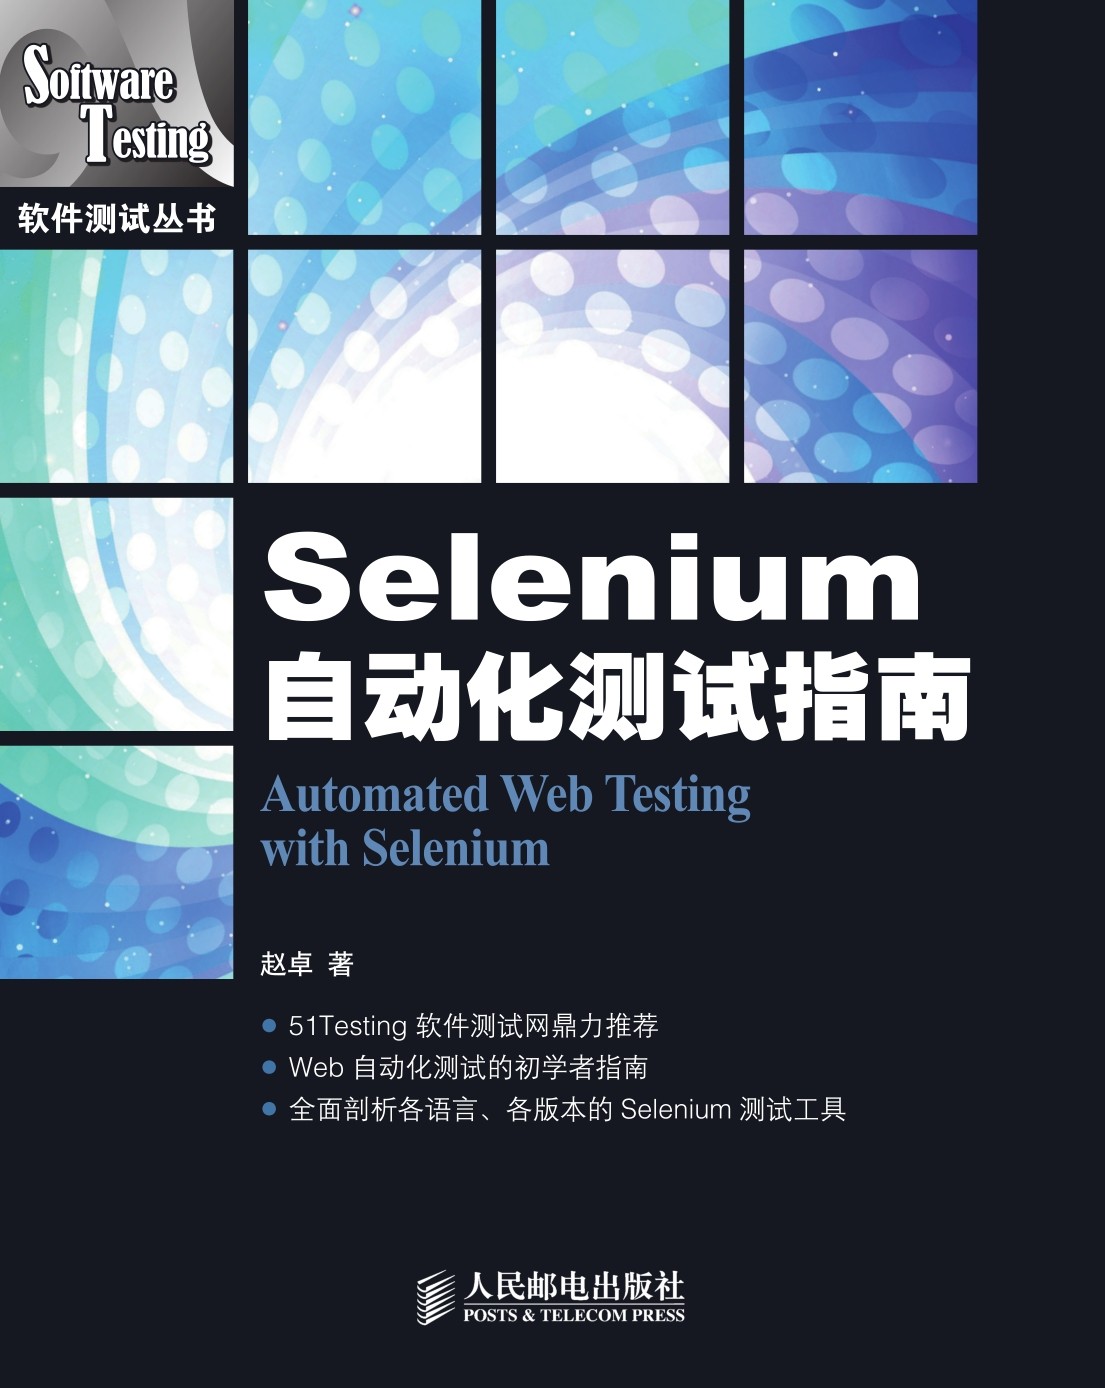 Software
Testing
软件测试丛书
Selenium
自动化测试指南
Automated Web Testing
with Selenium
赵卓 著
51Testing 软件测试网鼎力推荐
Web 自动化测试的初学者指南
全面剖析各语言、各版本的 Selenium 测试工具
人民邮电出版社
POSTS & TELECOM PRESS